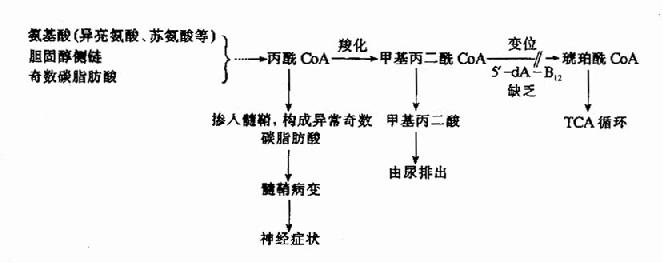 氨基酸(异亮氨酸、苏氨酸等)
胆固醇侧链
奇数碳脂肪酸
丙酰 CoA
羧化
甲基丙二酰 CoA
变位
5′-dA-B₁₂
缺乏
琥珀酰 CoA
掺入髓鞘，构成异常奇数
碳脂肪酸
甲基丙二酸
TCA 循环
髓鞘病变
由尿排出
神经症状